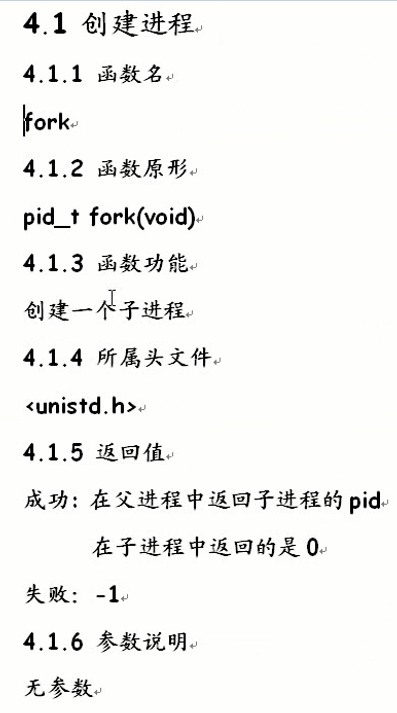 4.1 创建进程
4.1.1 函数名
fork
4.1.2 函数原形
pid_t fork(void)
4.1.3 函数功能
创建一个子进程
4.1.4 所属头文件
<unistd.h>
4.1.5 返回值
成功: 在父进程中返回子进程的 pid
在子进程中返回的是 0
失败: -1
4.1.6 参数说明
无参数